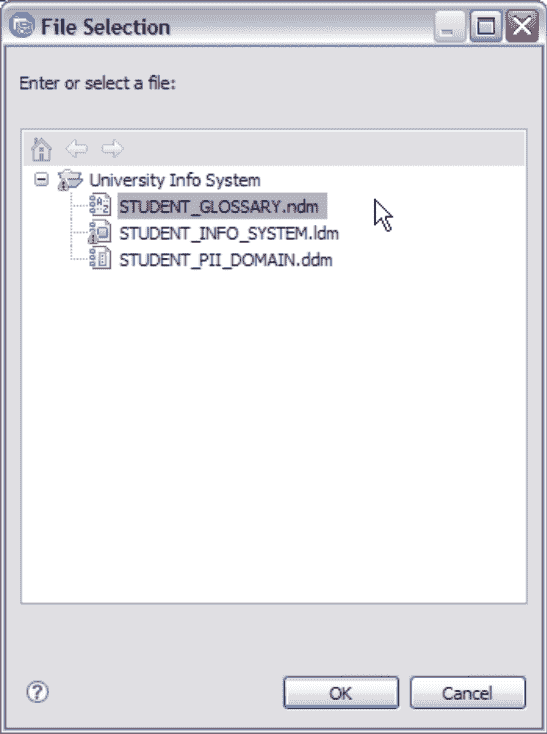 File Selection
Enter or select a file:
University Info System
STUDENT_GLOSSARY.ndm
STUDENT_INFO_SYSTEM.ldm
STUDENT_PII_DOMAIN.ddm
OK
Cancel